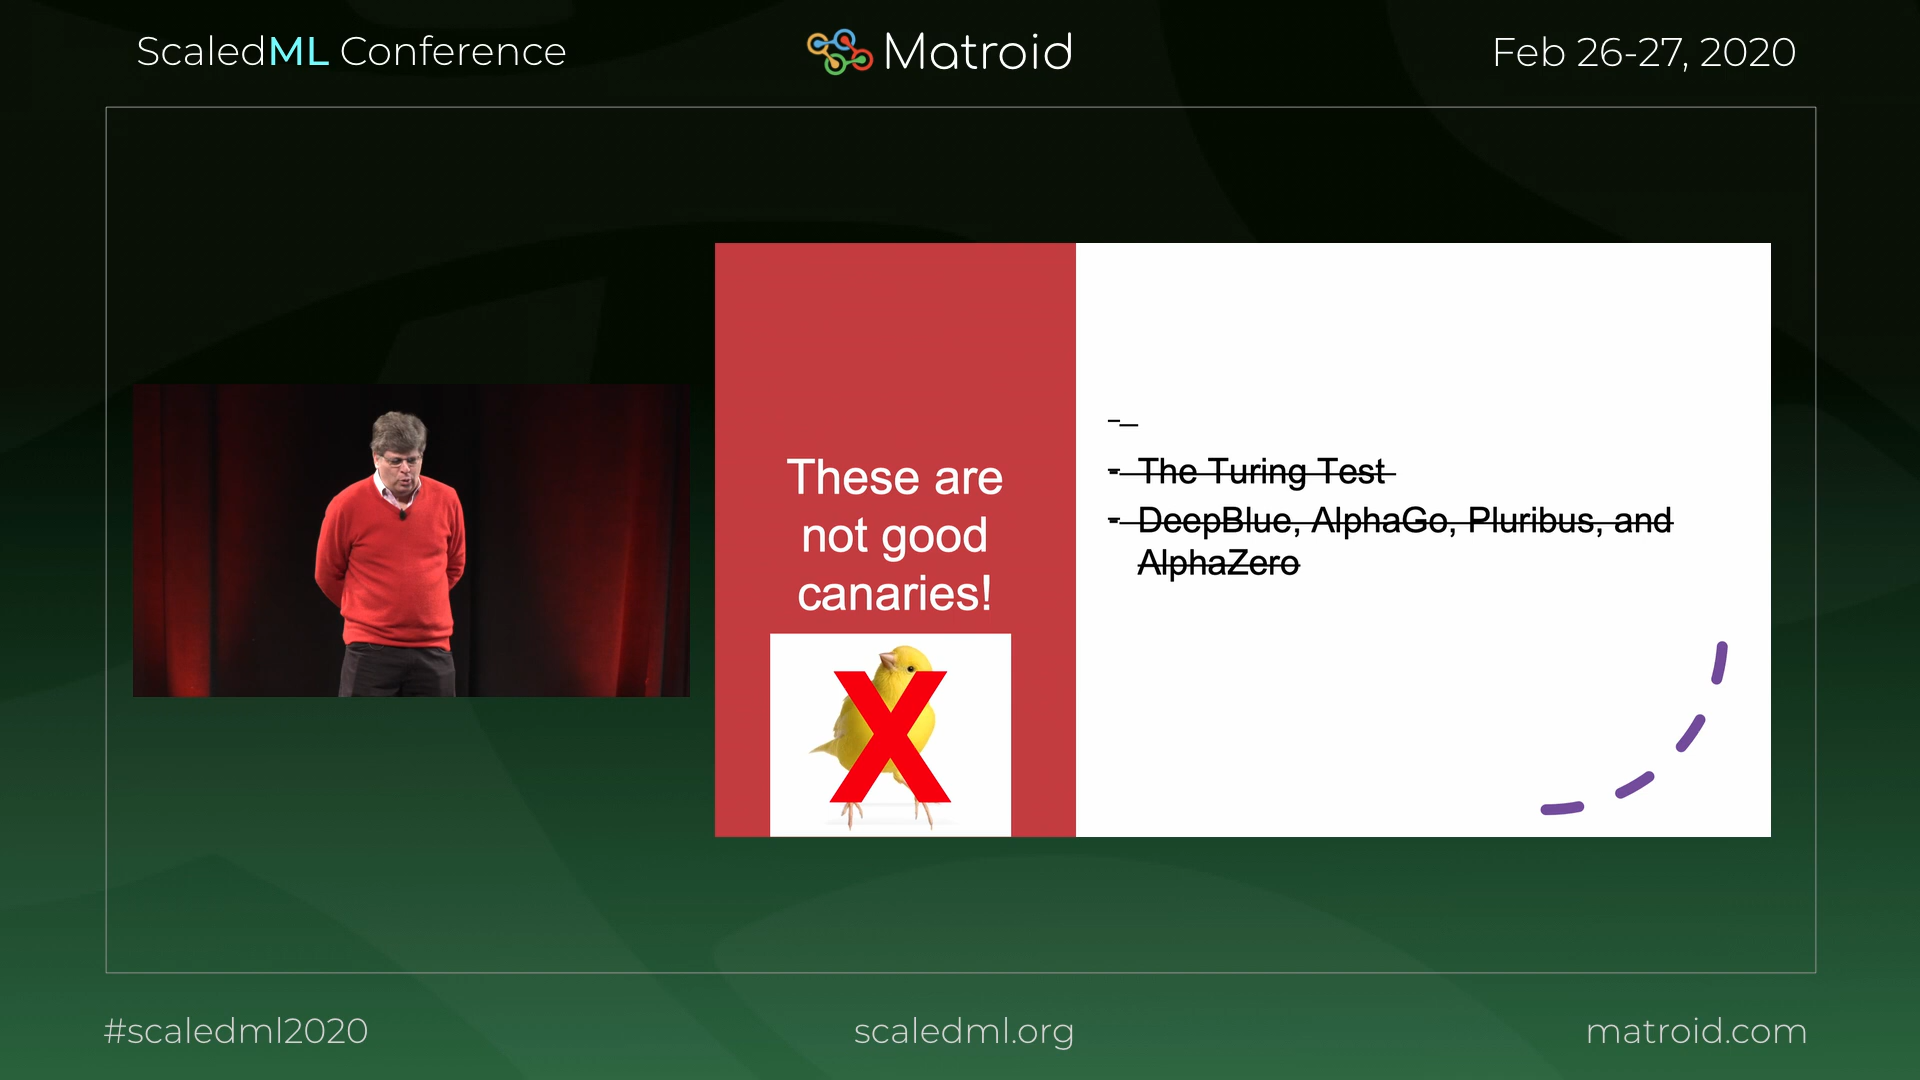 ScaledML Conference
Matroid
Feb 26-27, 2020
These are
not good
canaries!
X
-
- The Turing Test
- DeepBlue, AlphaGo, Pluribus, and
AlphaZero
#scaledml2020
scaledml.org
matroid.com